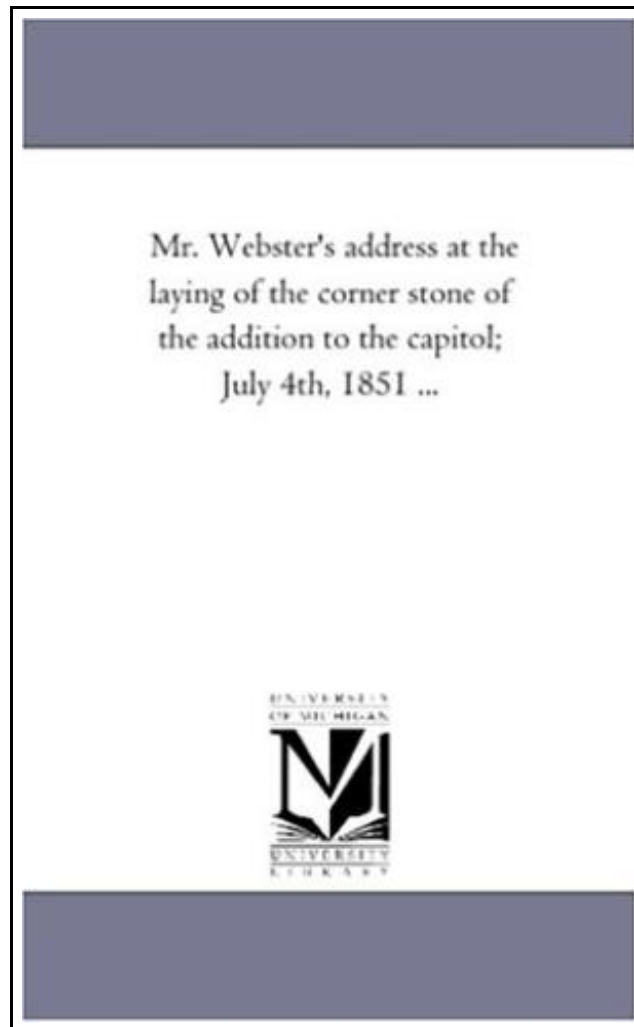 Mr. Webster's address at the
laying of the corner stone of
the addition to the capitol;
July 4th, 1851 ...
UNIVERSITY
OF MICHIGAN
UNIVERSITY
LIBRARY